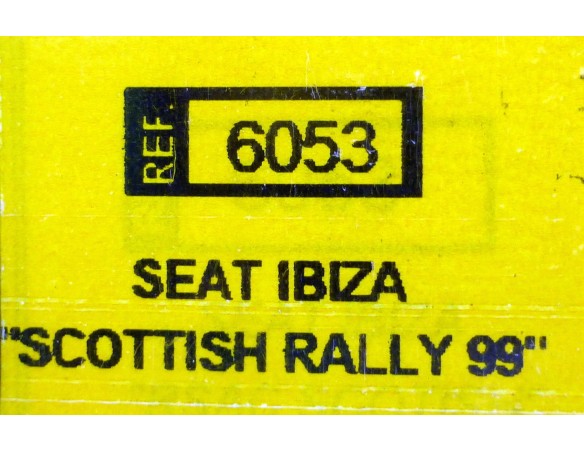 REF. 6053
SEAT IBIZA
"SCOTTISH RALLY 99"